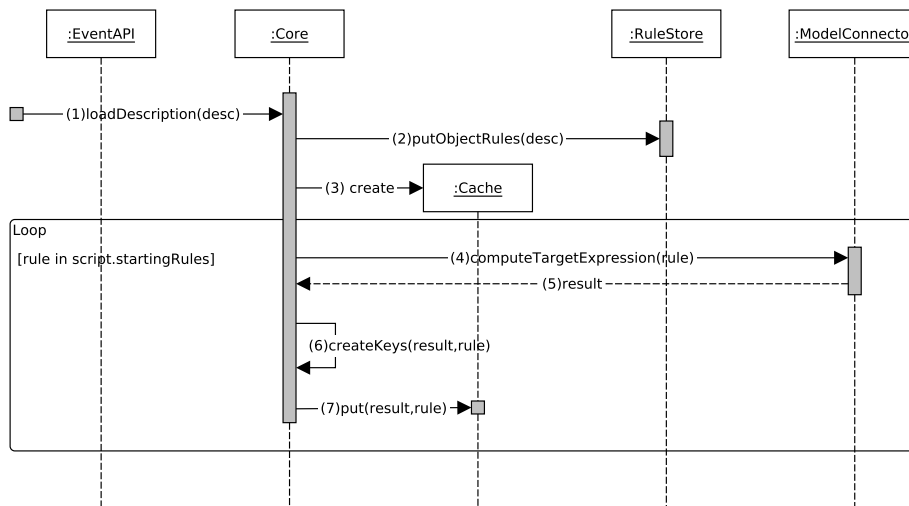 :EventAPI
:Core
:RuleStore
:ModelConnecto
(1)loadDescription(desc)
(2)putObjectRules(desc)
(3) create
:Cache
Loop
[rule in script.startingRules]
(4)computeTargetExpression(rule)
(5)result
(6)createKeys(result,rule)
(7)put(result,rule)